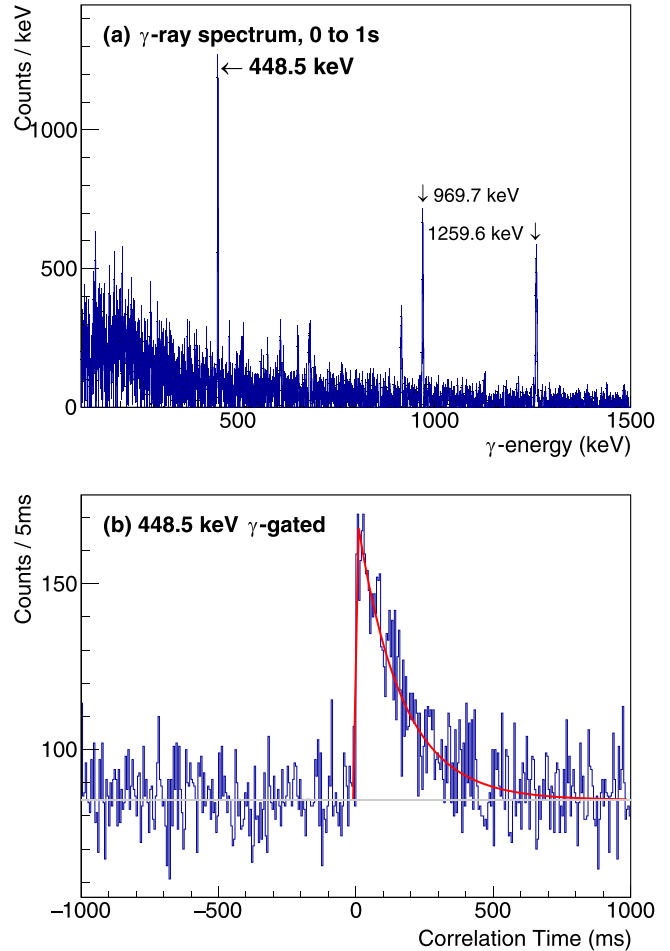 (a) γ-ray spectrum, 0 to 1s
← 448.5 keV
Counts / keV
1000
↓ 969.7 keV
1259.6 keV ↓
500
0
500
1000
1500
γ-energy (keV)
(b) 448.5 keV γ-gated
Counts / 5ms
150
100
−1000
−500
0
500
1000
Correlation Time (ms)